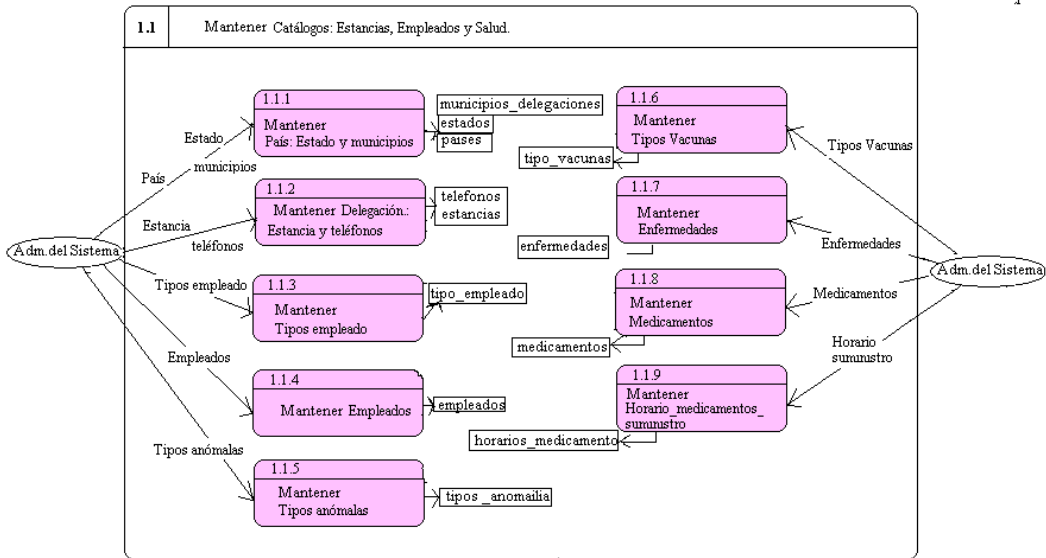 1.1 Mantener Catálogos: Estancias, Empleados y Salud.
1.1.1
Mantener
País: Estado y municipios
municipios_delegaciones
estados
paises
Estado
municipios
País
1.1.2
Mantener Delegación.:
Estancia y teléfonos
telefonos
estancias
Estancia
teléfonos
Adm.del Sistema
1.1.3
Mantener
Tipos empleado
tipo_empleado
Tipos empleado
1.1.4
Mantener Empleados
empleados
Empleados
1.1.5
Mantener
Tipos anómalas
tipos _anomailia
Tipos anómalas
1.1.6
Mantener
Tipos Vacunas
tipo_vacunas
Tipos Vacunas
1.1.7
Mantener
Enfermedades
enfermedades
Enfermedades
Adm.del Sistema
1.1.8
Mantener
Medicamentos
medicamentos
Medicamentos
1.1.9
Mantener
Horario_medicamentos_
sumunistro
horarios_medicamento
Horario
sumunistro